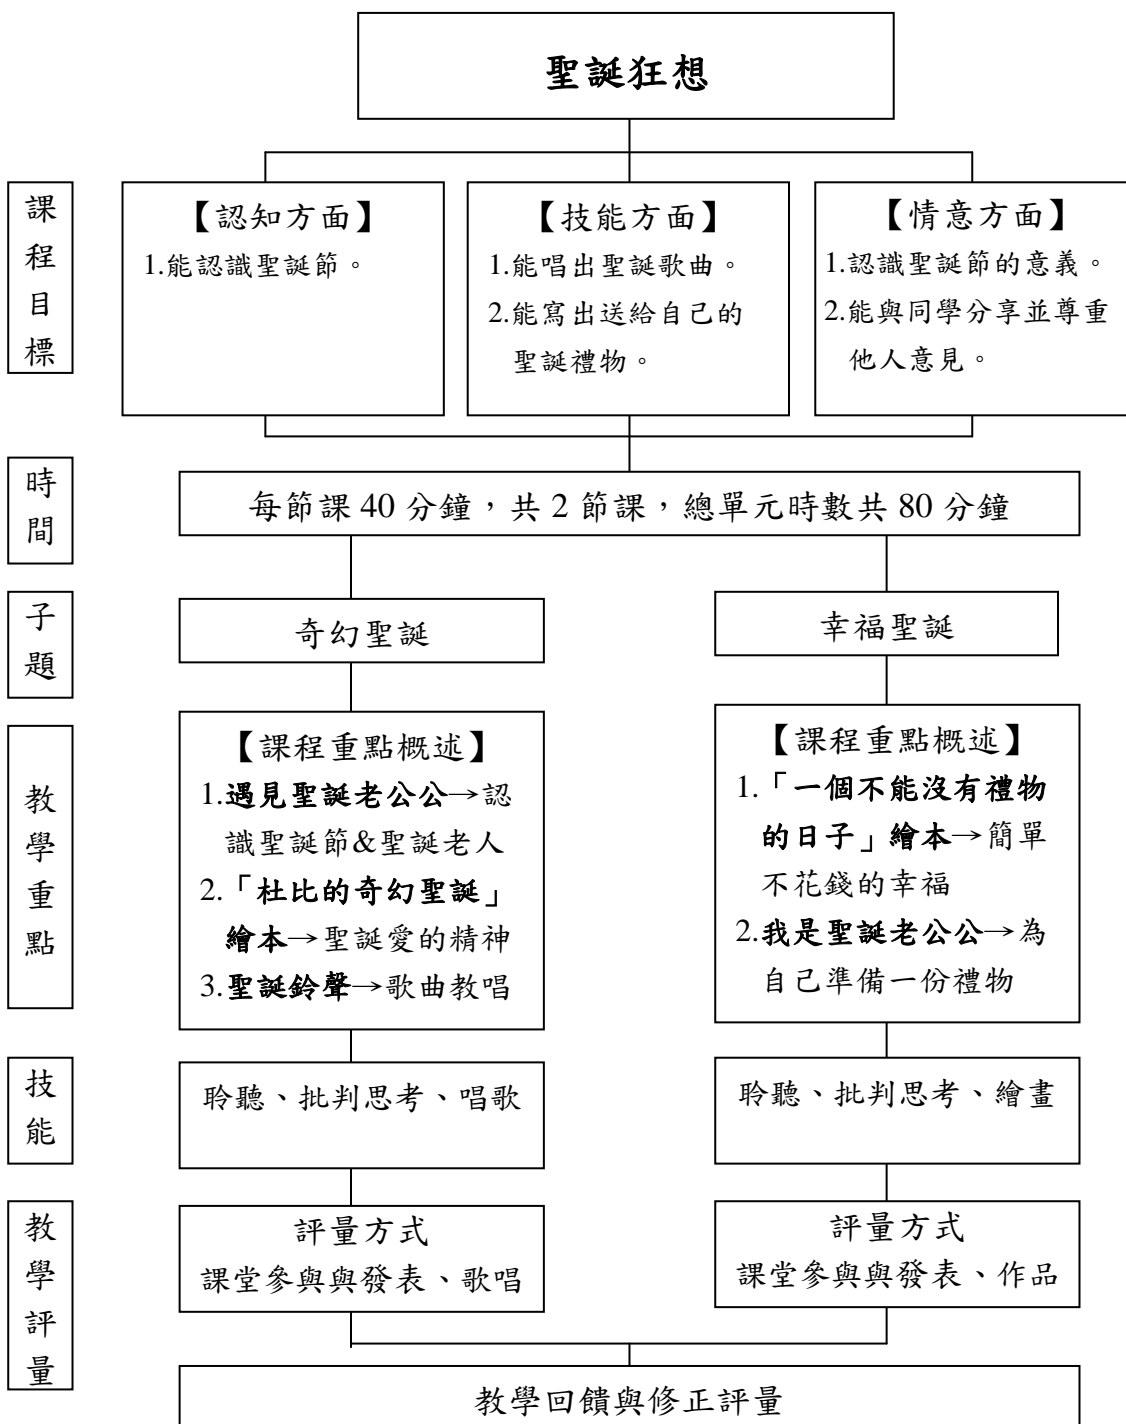 聖誕狂想
課程目標
【認知方面】
1.能認識聖誕節。
【技能方面】
1.能唱出聖誕歌曲。
2.能寫出送給自己的
聖誕禮物。
【情意方面】
1.認識聖誕節的意義。
2.能與同學分享並尊重
他人意見。
時間
每節課 40 分鐘，共 2 節課，總單元時數共 80 分鐘
子題
奇幻聖誕
幸福聖誕
教學重點
【課程重點概述】
1.遇見聖誕老公公→認
識聖誕節&聖誕老人
2.「杜比的奇幻聖誕」
繪本→聖誕愛的精神
3.聖誕鈴聲→歌曲教唱
【課程重點概述】
1.「一個不能沒有禮物
的日子」繪本→簡單
不花錢的幸福
2.我是聖誕老公公→為
自己準備一份禮物
技能
聆聽、批判思考、唱歌
聆聽、批判思考、繪畫
教學評量
評量方式
課堂參與與發表、歌唱
評量方式
課堂參與與發表、作品
教學回饋與修正評量